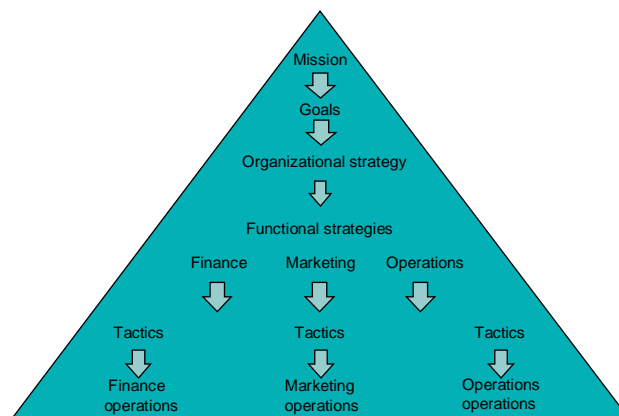 Mission
Goals
Organizational strategy
Functional strategies
Finance Marketing Operations
Tactics Tactics Tactics
Finance Marketing Operations
operations operations operations